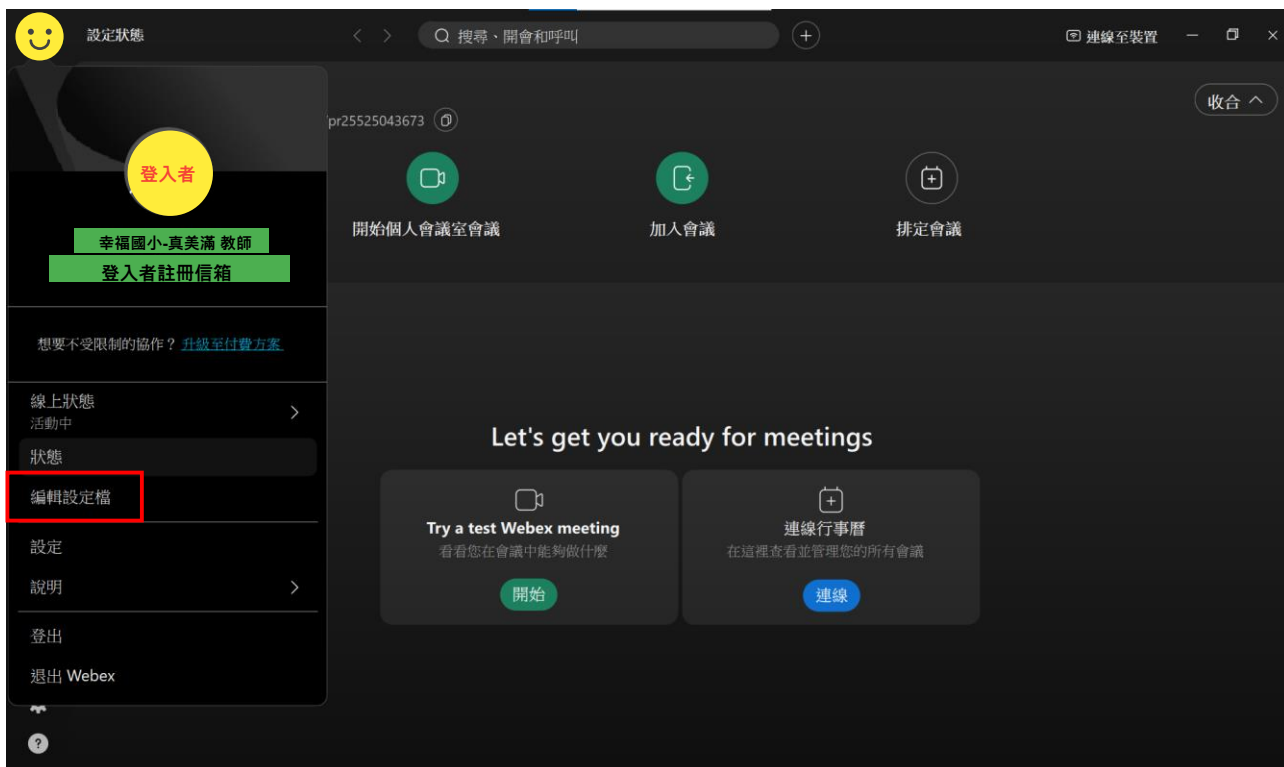 設定狀態
搜尋、開會和呼叫
連線至裝置
收合
pr25525043673
登入者
幸福國小-真美滿 教師
登入者註冊信箱
開始個人會議室會議
加入會議
排定會議
想要不受限制的協作？ 升級至付費方案
線上狀態
活動中
狀態
編輯設定檔
設定
說明
登出
退出 Webex
Let's get you ready for meetings
Try a test Webex meeting
看看您在會議中能夠做什麼
開始
連線行事曆
在這裡查看並管理您的所有會議
連線